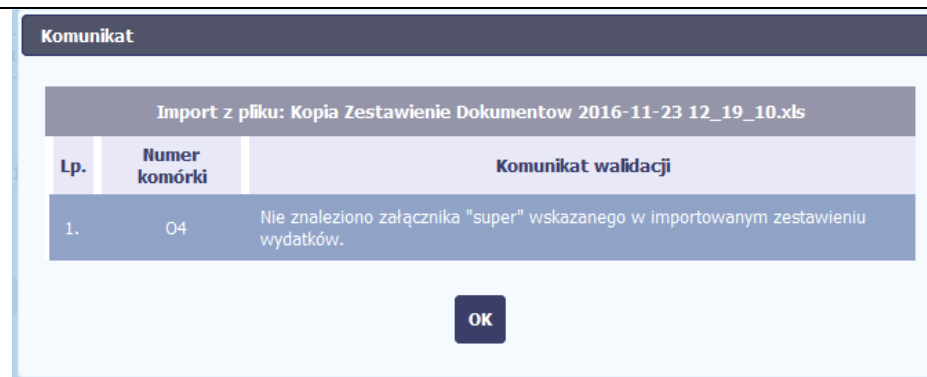 Komunikat
Import z pliku: Kopia Zestawienie Dokumentow 2016-11-23 12_19_10.xls
Lp.
Numer
komórki
Komunikat walidacji
1.
O4
Nie znaleziono załącznika "super" wskazanego w importowanym zestawieniu
wydatków.
OK